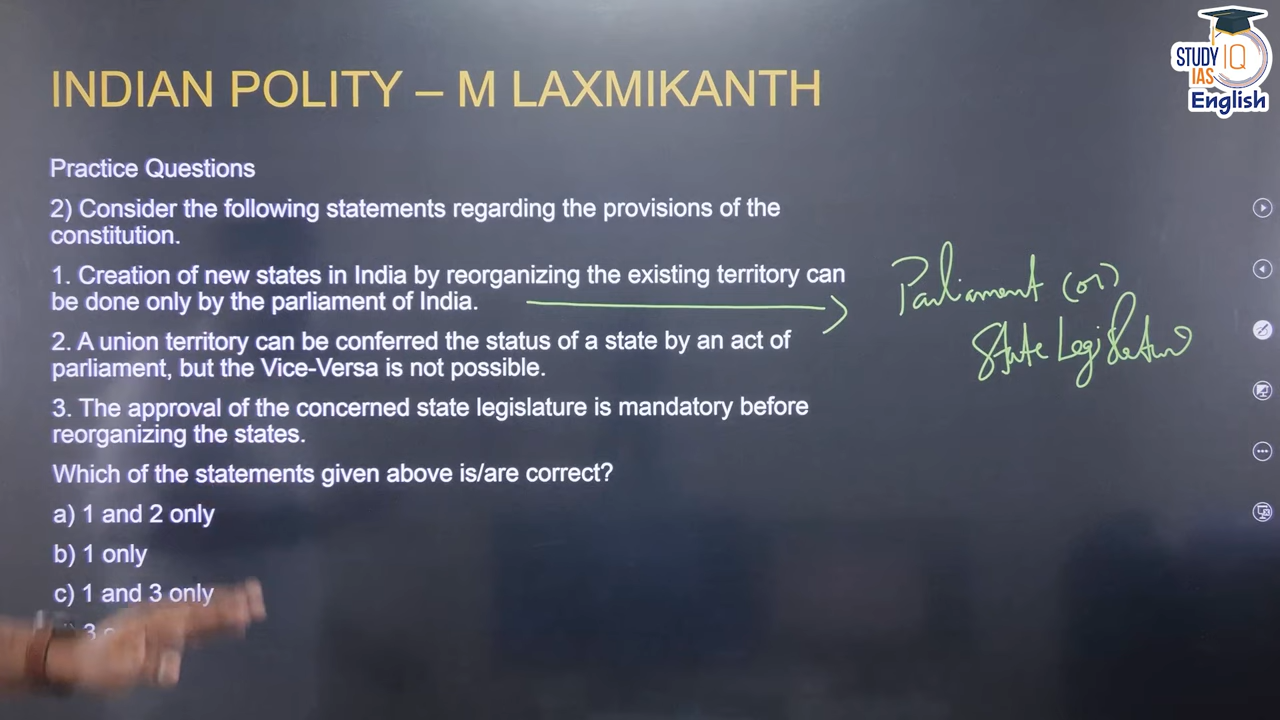 STUDY IQ
IAS
English
INDIAN POLITY – M LAXMIKANTH
Practice Questions
2) Consider the following statements regarding the provisions of the
constitution.
1. Creation of new states in India by reorganizing the existing territory can
be done only by the parliament of India.
Parliament (or)
State Legislature
2. A union territory can be conferred the status of a state by an act of
parliament, but the Vice-Versa is not possible.
3. The approval of the concerned state legislature is mandatory before
reorganizing the states.
Which of the statements given above is/are correct?
a) 1 and 2 only
b) 1 only
c) 1 and 3 only
3